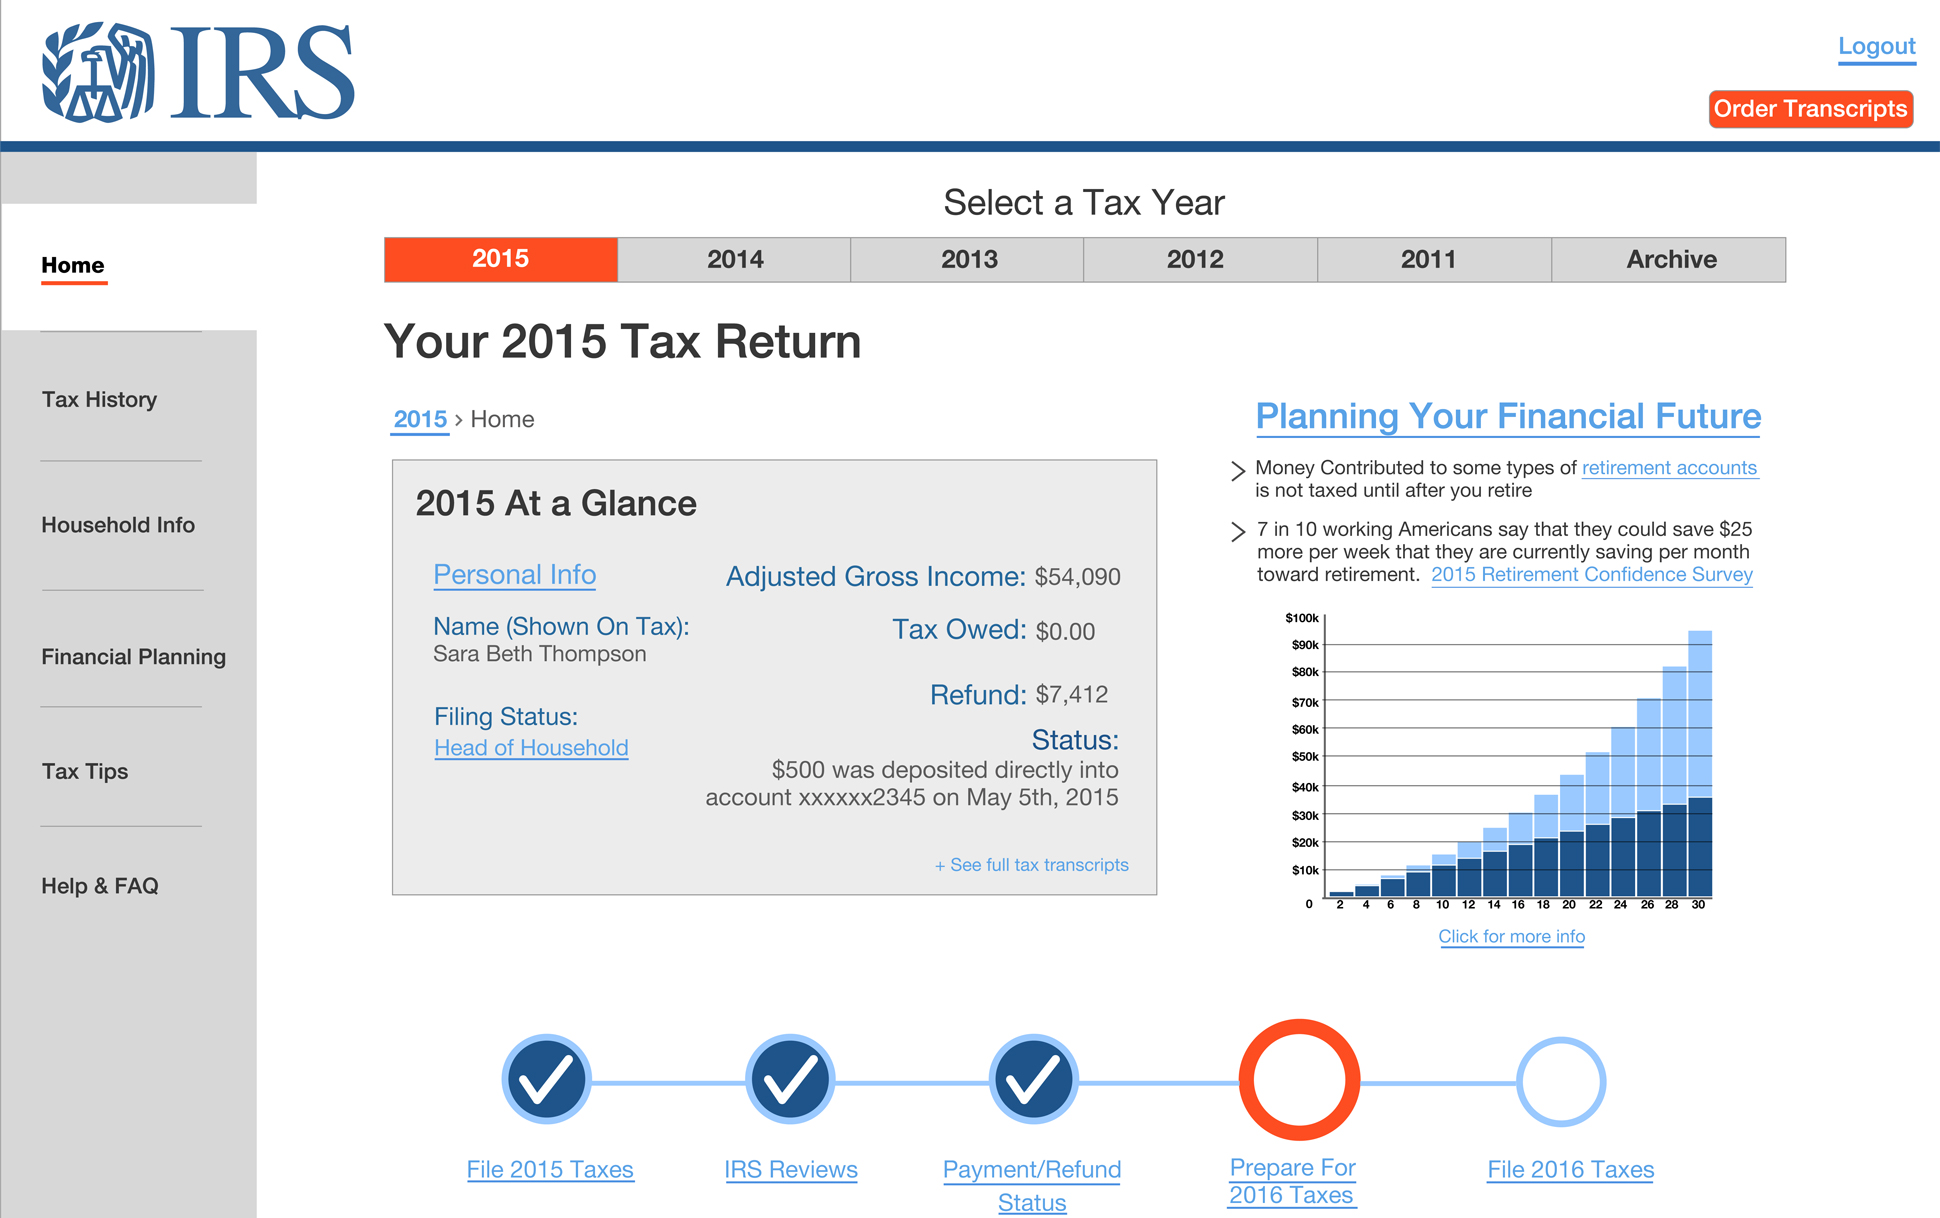 IRS
Logout
Order Transcripts
Home
Tax History
Household Info
Financial Planning
Tax Tips
Help & FAQ
Select a Tax Year
2015 2014 2013 2012 2011 Archive
Your 2015 Tax Return
2015 > Home
2015 At a Glance
Personal Info
Name (Shown On Tax):
Sara Beth Thompson
Filing Status:
Head of Household
Adjusted Gross Income: $54,090
Tax Owed: $0.00
Refund: $7,412
Status:
$500 was deposited directly into
account xxxxxx2345 on May 5th, 2015
+ See full tax transcripts
Planning Your Financial Future
Money Contributed to some types of retirement accounts
is not taxed until after you retire
7 in 10 working Americans say that they could save $25
more per week that they are currently saving per month
toward retirement. 2015 Retirement Confidence Survey
$100k
$90k
$80k
$70k
$60k
$50k
$40k
$30k
$20k
$10k
0 2 4 6 8 10 12 14 16 18 20 22 24 26 28 30
Click for more info
File 2015 Taxes
IRS Reviews
Payment/Refund
Status
Prepare For
2016 Taxes
File 2016 Taxes